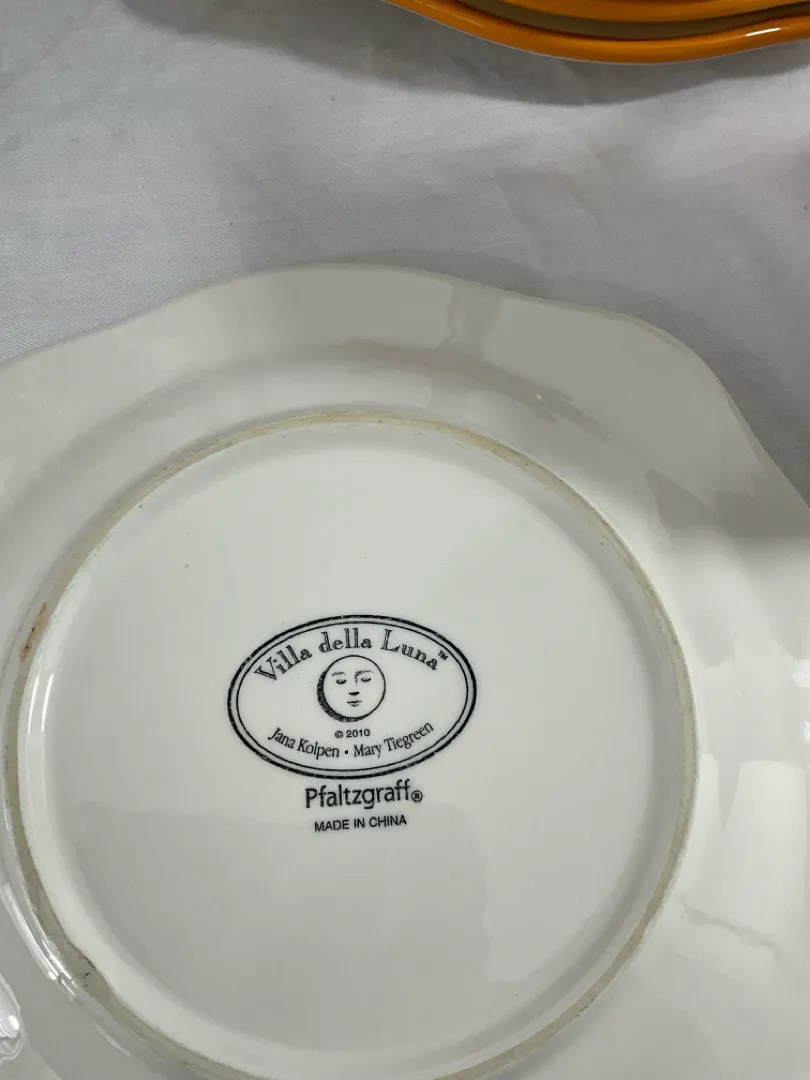 Villa della Luna™
© 2010
Jana Kolpen • Mary Tiegreen
Pfaltzgraff®
MADE IN CHINA